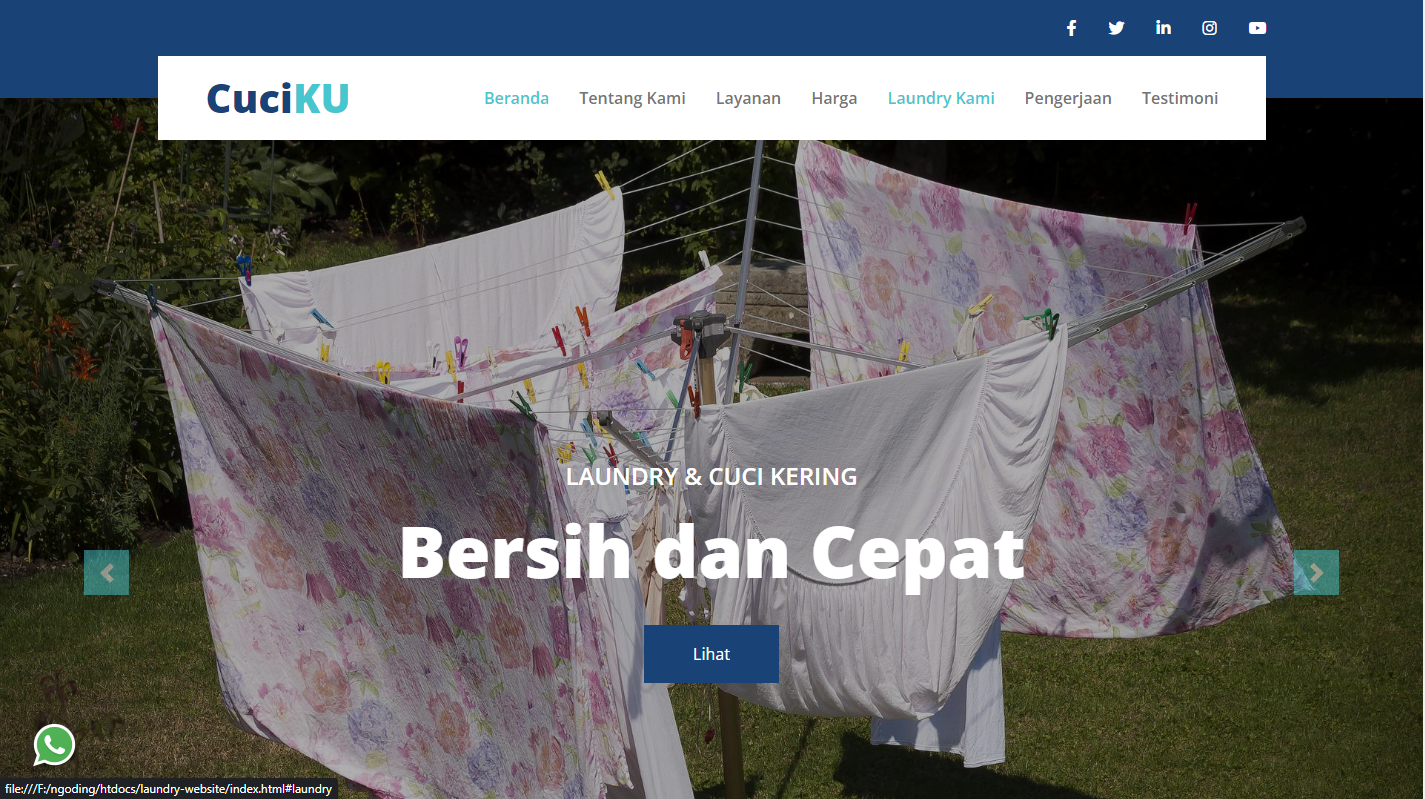 CuciKU
Beranda Tentang Kami Layanan Harga Laundry Kami Pengerjaan Testimoni
LAUNDRY & CUCI KERING
Bersih dan Cepat
Lihat
file:///F:/ngoding/htdocs/laundry-website/index.html#laundry